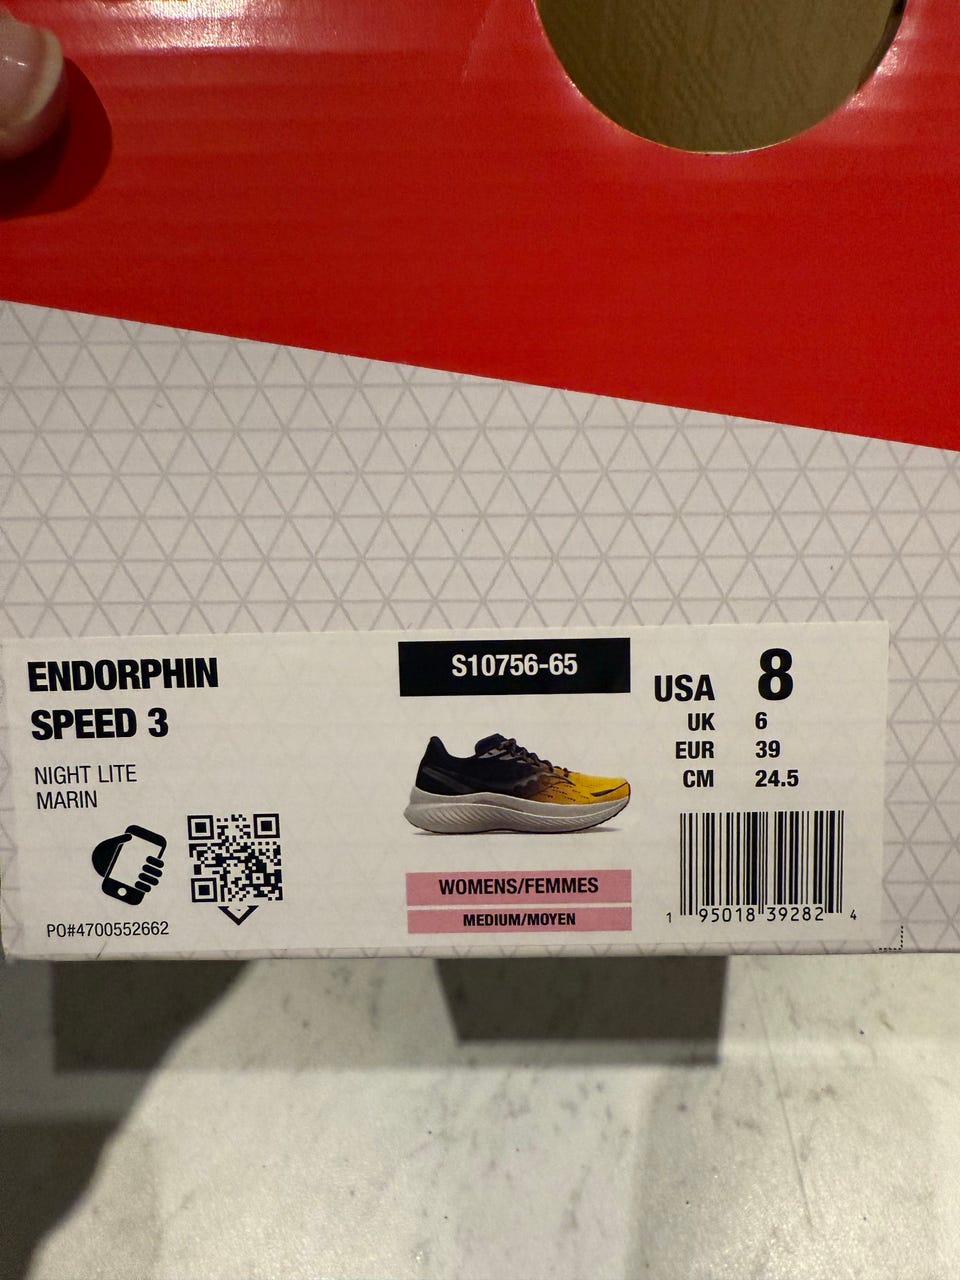 ENDORPHIN
SPEED 3
NIGHT LITE
MARIN
PO#4700552662
S10756-65
WOMENS/FEMMES
MEDIUM/MOYEN
USA 8
UK 6
EUR 39
CM 24.5
1 95018 39282 4